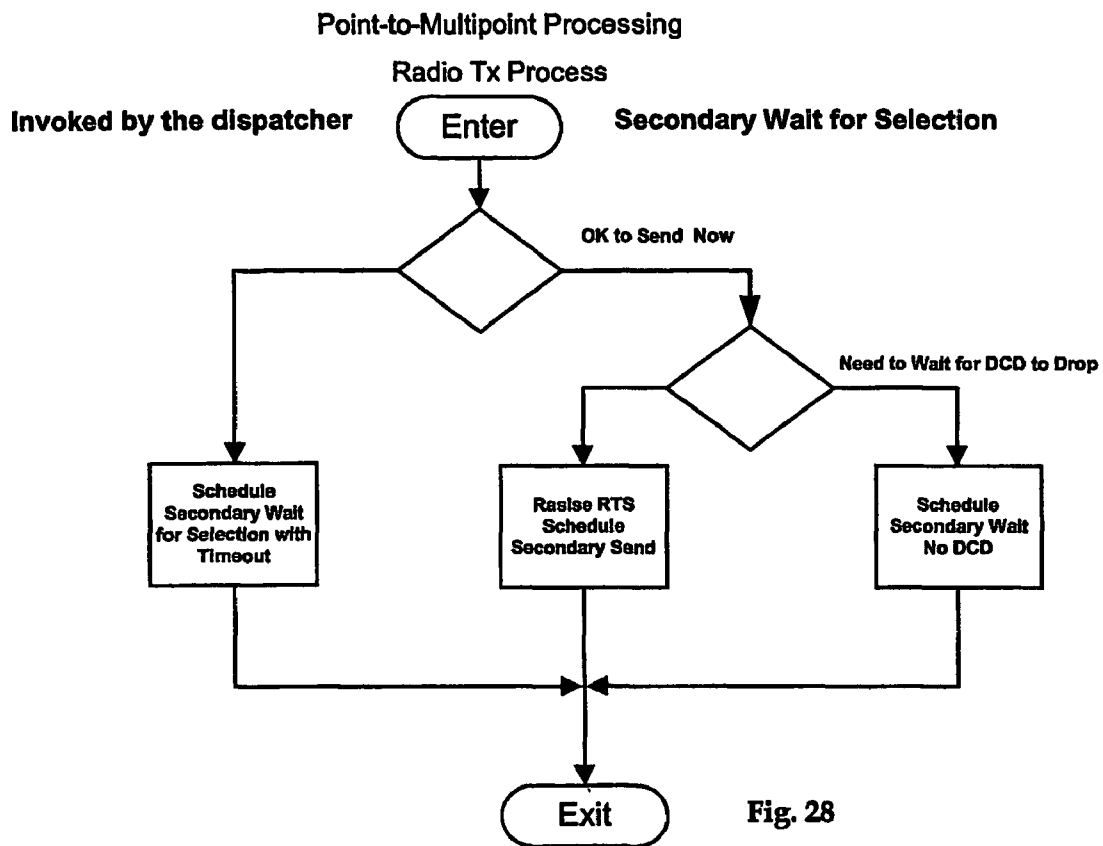 Point-to-Multipoint Processing
Radio Tx Process
Invoked by the dispatcher
Enter
Secondary Wait for Selection
OK to Send Now
Need to Wait for DCD to Drop
Schedule
Secondary Wait
for Selection with
Timeout
Rasise RTS
Schedule
Secondary Send
Schedule
Secondary Wait
No DCD
Exit
Fig. 28